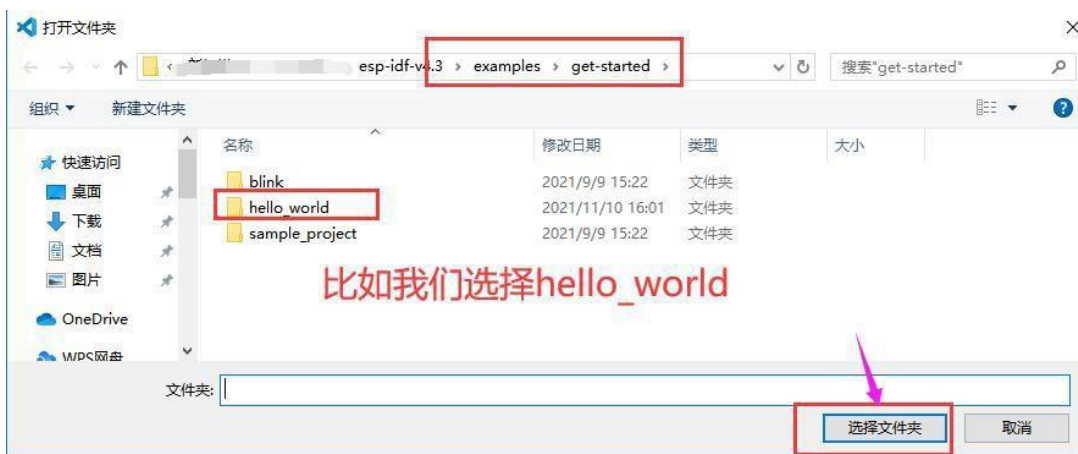 打开文件夹
esp-idf-v4.3 › examples › get-started ›
搜索"get-started"
组织 新建文件夹
名称 修改日期 类型 大小
快速访问
桌面
下载
文档
图片
OneDrive
WPS网盘
blink 2021/9/9 15:22 文件夹
hello_world 2021/11/10 16:01 文件夹
sample_project 2021/9/9 15:22 文件夹
比如我们选择hello_world
文件夹:
选择文件夹 取消